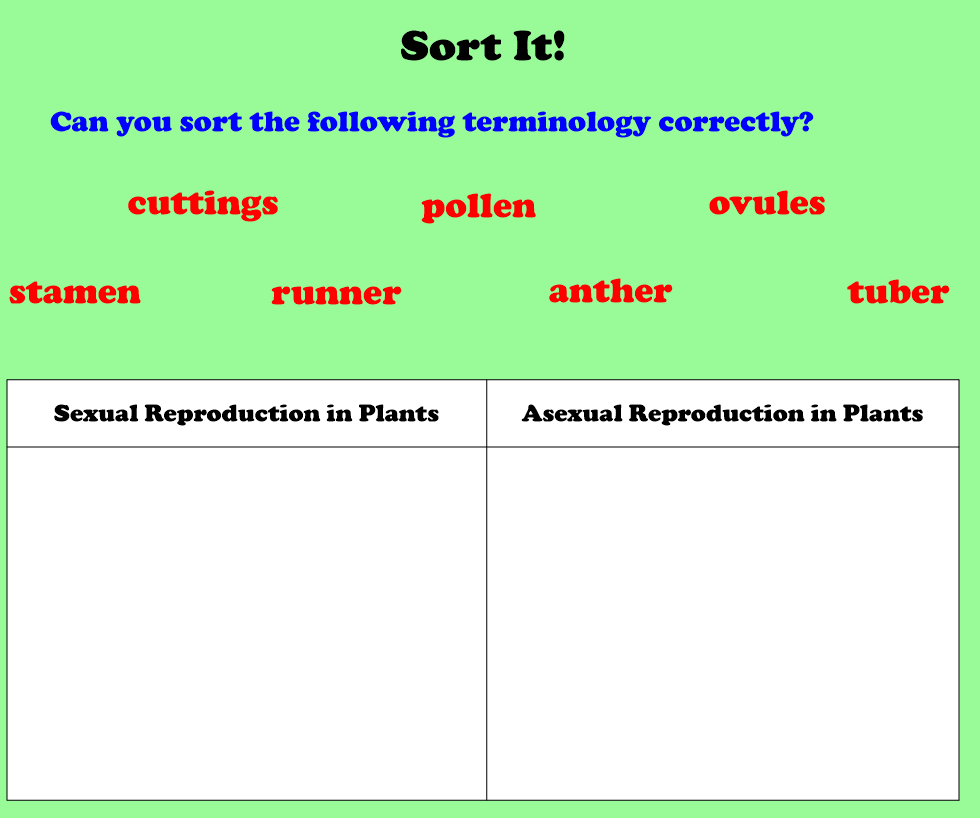 Sort It!
Can you sort the following terminology correctly?
cuttings pollen ovules
stamen runner anther tuber
Sexual Reproduction in Plants Asexual Reproduction in Plants